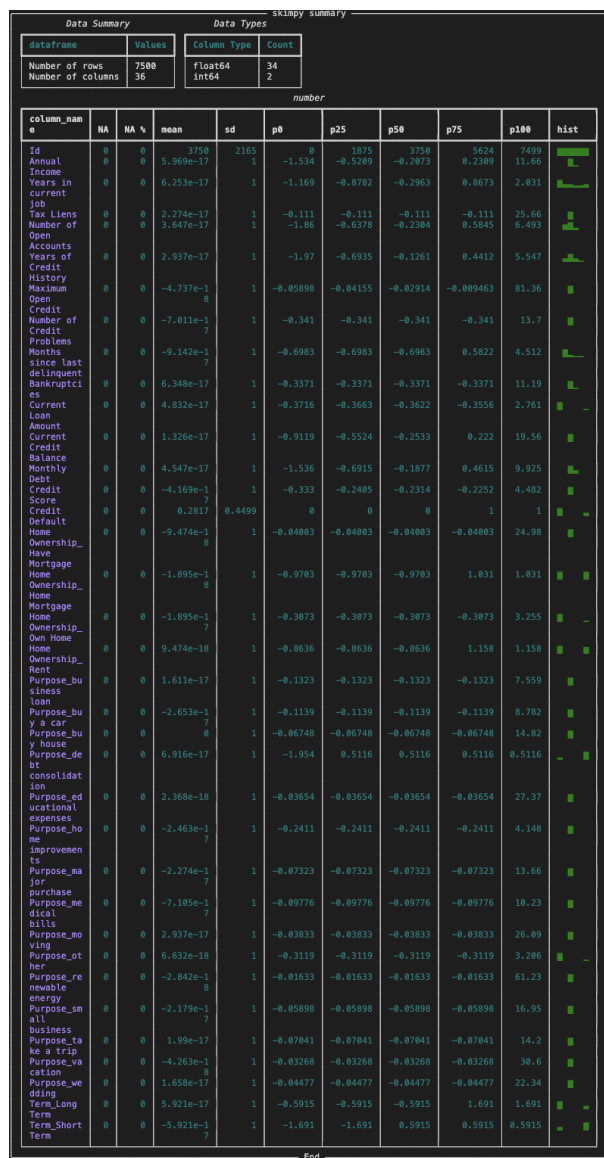 skimpy summary
Data Summary Data Types
dataframe Values Column Type Count
Number of rows 7500 float64 34
Number of columns 36 int64 2
number
column_nam
e NA NA % mean sd p0 p25 p50 p75 p100 hist
Id 0 0 3750 2165 0 1875 3750 5624 7499
Annual 0 0 5.969e-17 1 -1.534 -0.5209 -0.2073 0.2309 11.66
Income
Years in 0 0 6.253e-17 1 -1.169 -0.8782 -0.2963 0.8673 2.031
current
job
Tax Liens 0 0 2.274e-17 1 -0.111 -0.111 -0.111 -0.111 25.66
Number of 0 0 3.647e-17 1 -1.86 -0.6378 -0.2304 0.5845 6.493
Open
Accounts
Years of 0 0 2.937e-17 1 -1.97 -0.6935 -0.1261 0.4412 5.547
Credit
History
Maximum 0 0 -4.737e-1 1 -0.05898 -0.04155 -0.02914 -0.009463 81.36
Open 8
Credit
Number of 0 0 -7.011e-1 1 -0.341 -0.341 -0.341 -0.341 13.7
Credit 7
Problems
Months 0 0 -9.142e-1 1 -0.6983 -0.6983 -0.6983 0.5822 4.512
since last 7
delinquent
Bankruptci 0 0 6.348e-17 1 -0.3371 -0.3371 -0.3371 -0.3371 11.19
es
Current 0 0 4.832e-17 1 -0.3716 -0.3663 -0.3622 -0.3556 2.761
Loan
Amount
Current 0 0 1.326e-17 1 -0.9119 -0.5524 -0.2533 0.222 19.56
Credit
Balance
Monthly 0 0 4.547e-17 1 -1.536 -0.6915 -0.1877 0.4615 9.925
Debt
Credit 0 0 -4.169e-1 1 -0.333 -0.2405 -0.2314 -0.2252 4.482
Score 7
Credit 0 0 0.2817 0.4499 0 0 0 1 1
Default
Home 0 0 -9.474e-1 1 -0.04003 -0.04003 -0.04003 -0.04003 24.98
Ownership_ 8
Have
Mortgage
Home 0 0 -1.895e-1 1 -0.9703 -0.9703 -0.9703 1.031 1.031
Ownership_ 8
Home
Mortgage
Home 0 0 -1.895e-1 1 -0.3073 -0.3073 -0.3073 -0.3073 3.255
Ownership_ 7
Own Home
Home 0 0 9.474e-18 1 -0.8636 -0.8636 -0.8636 1.158 1.158
Ownership_
Rent
Purpose_bu 0 0 1.611e-17 1 -0.1323 -0.1323 -0.1323 -0.1323 7.559
siness
loan
Purpose_bu 0 0 -2.653e-1 1 -0.1139 -0.1139 -0.1139 -0.1139 8.782
y a car 7
Purpose_bu 0 0 0 1 -0.06748 -0.06748 -0.06748 -0.06748 14.82
y house
Purpose_de 0 0 6.916e-17 1 -1.954 0.5116 0.5116 0.5116 0.5116
bt
consolidat
ion
Purpose_ed 0 0 2.368e-18 1 -0.03654 -0.03654 -0.03654 -0.03654 27.37
ucational
expenses
Purpose_ho 0 0 -2.463e-1 1 -0.2411 -0.2411 -0.2411 -0.2411 4.148
me 7
improvemen
ts
Purpose_ma 0 0 -2.274e-1 1 -0.07323 -0.07323 -0.07323 -0.07323 13.66
jor 7
purchase
Purpose_me 0 0 -7.105e-1 1 -0.09776 -0.09776 -0.09776 -0.09776 10.23
dical 7
bills
Purpose_mo 0 0 2.937e-17 1 -0.03833 -0.03833 -0.03833 -0.03833 26.09
ving
Purpose_ot 0 0 6.632e-18 1 -0.3119 -0.3119 -0.3119 -0.3119 3.206
her
Purpose_re 0 0 -2.842e-1 1 -0.01633 -0.01633 -0.01633 -0.01633 61.23
newable 8
energy
Purpose_sm 0 0 -2.179e-1 1 -0.05898 -0.05898 -0.05898 -0.05898 16.95
all 7
business
Purpose_ta 0 0 1.99e-17 1 -0.07041 -0.07041 -0.07041 -0.07041 14.2
ke a trip
Purpose_va 0 0 -4.263e-1 1 -0.03268 -0.03268 -0.03268 -0.03268 30.6
cation 8
Purpose_we 0 0 1.658e-17 1 -0.04477 -0.04477 -0.04477 -0.04477 22.34
dding
Term_Long 0 0 5.921e-17 1 -0.5915 -0.5915 -0.5915 1.691 1.691
Term
Term_Short 0 0 -5.921e-1 1 -1.691 -1.691 0.5915 0.5915 0.5915
Term 7
End